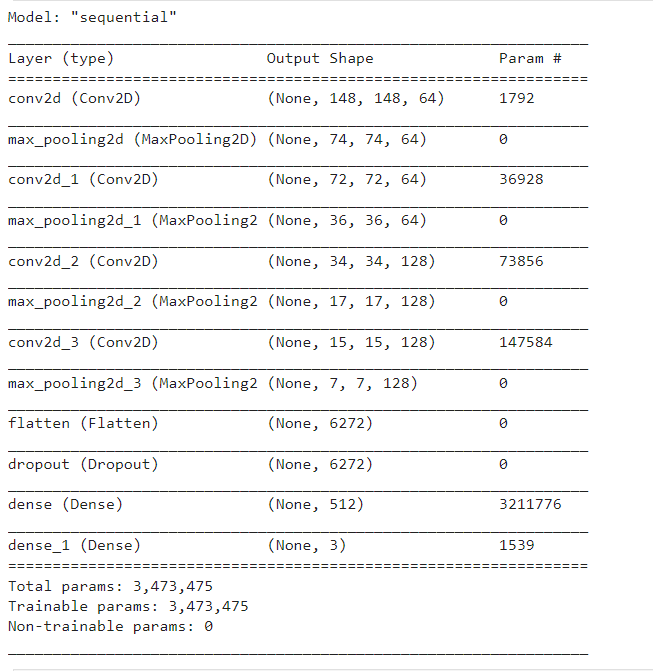 Model: "sequential"
_________________________________________________________________
Layer (type)                 Output Shape              Param #
=================================================================
conv2d (Conv2D)              (None, 148, 148, 64)      1792
_________________________________________________________________
max_pooling2d (MaxPooling2D) (None, 74, 74, 64)        0
_________________________________________________________________
conv2d_1 (Conv2D)            (None, 72, 72, 64)        36928
_________________________________________________________________
max_pooling2d_1 (MaxPooling2 (None, 36, 36, 64)        0
_________________________________________________________________
conv2d_2 (Conv2D)            (None, 34, 34, 128)       73856
_________________________________________________________________
max_pooling2d_2 (MaxPooling2 (None, 17, 17, 128)       0
_________________________________________________________________
conv2d_3 (Conv2D)            (None, 15, 15, 128)       147584
_________________________________________________________________
max_pooling2d_3 (MaxPooling2 (None, 7, 7, 128)         0
_________________________________________________________________
flatten (Flatten)            (None, 6272)              0
_________________________________________________________________
dropout (Dropout)            (None, 6272)              0
_________________________________________________________________
dense (Dense)                (None, 512)               3211776
_________________________________________________________________
dense_1 (Dense)              (None, 3)                 1539
=================================================================
Total params: 3,473,475
Trainable params: 3,473,475
Non-trainable params: 0
_________________________________________________________________